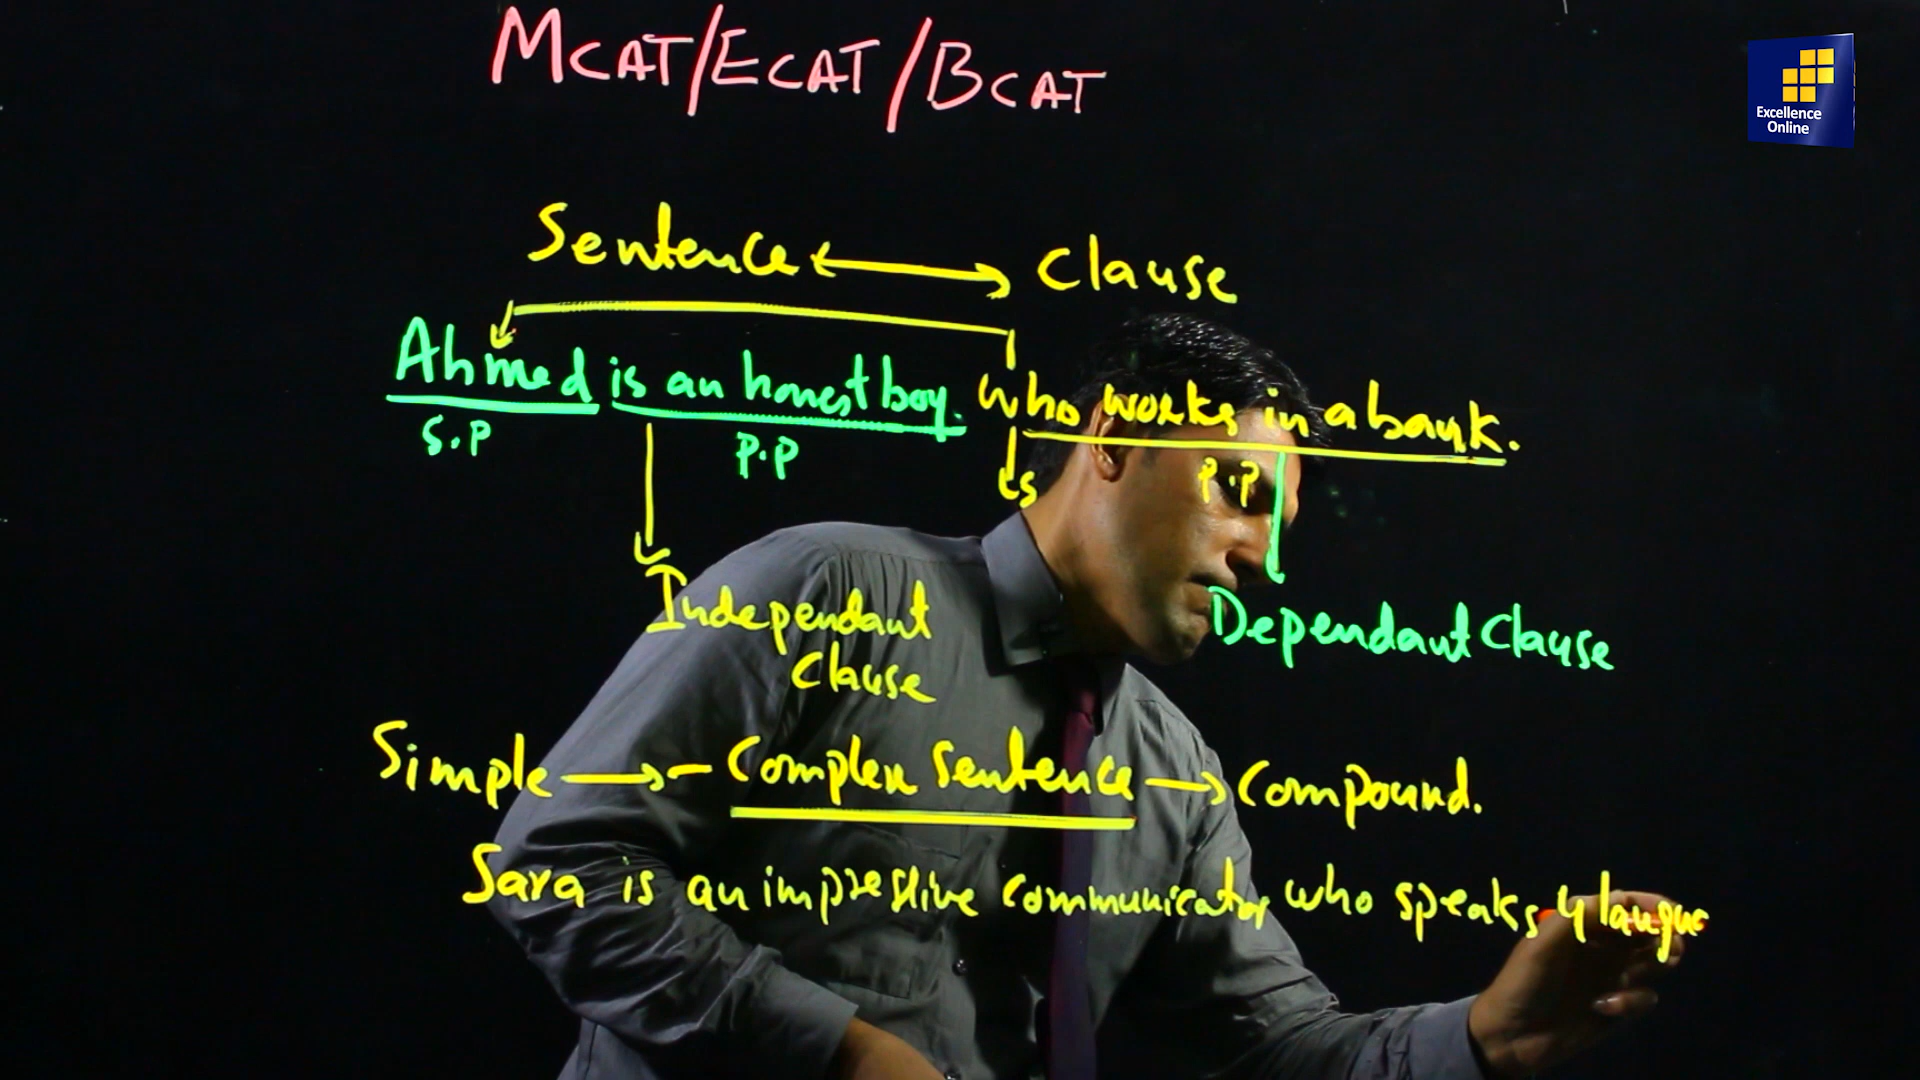 MCAT/ECAT/BCAT
Excellence
Online
Sentence Clause
Ahmed is an honest boy. who works in a bank.
S.P P.P S P.P
Independant
Clause
Dependant Clause
Simple Complex Sentence Compound.
Sara is an impressive communicator who speaks 4 langue